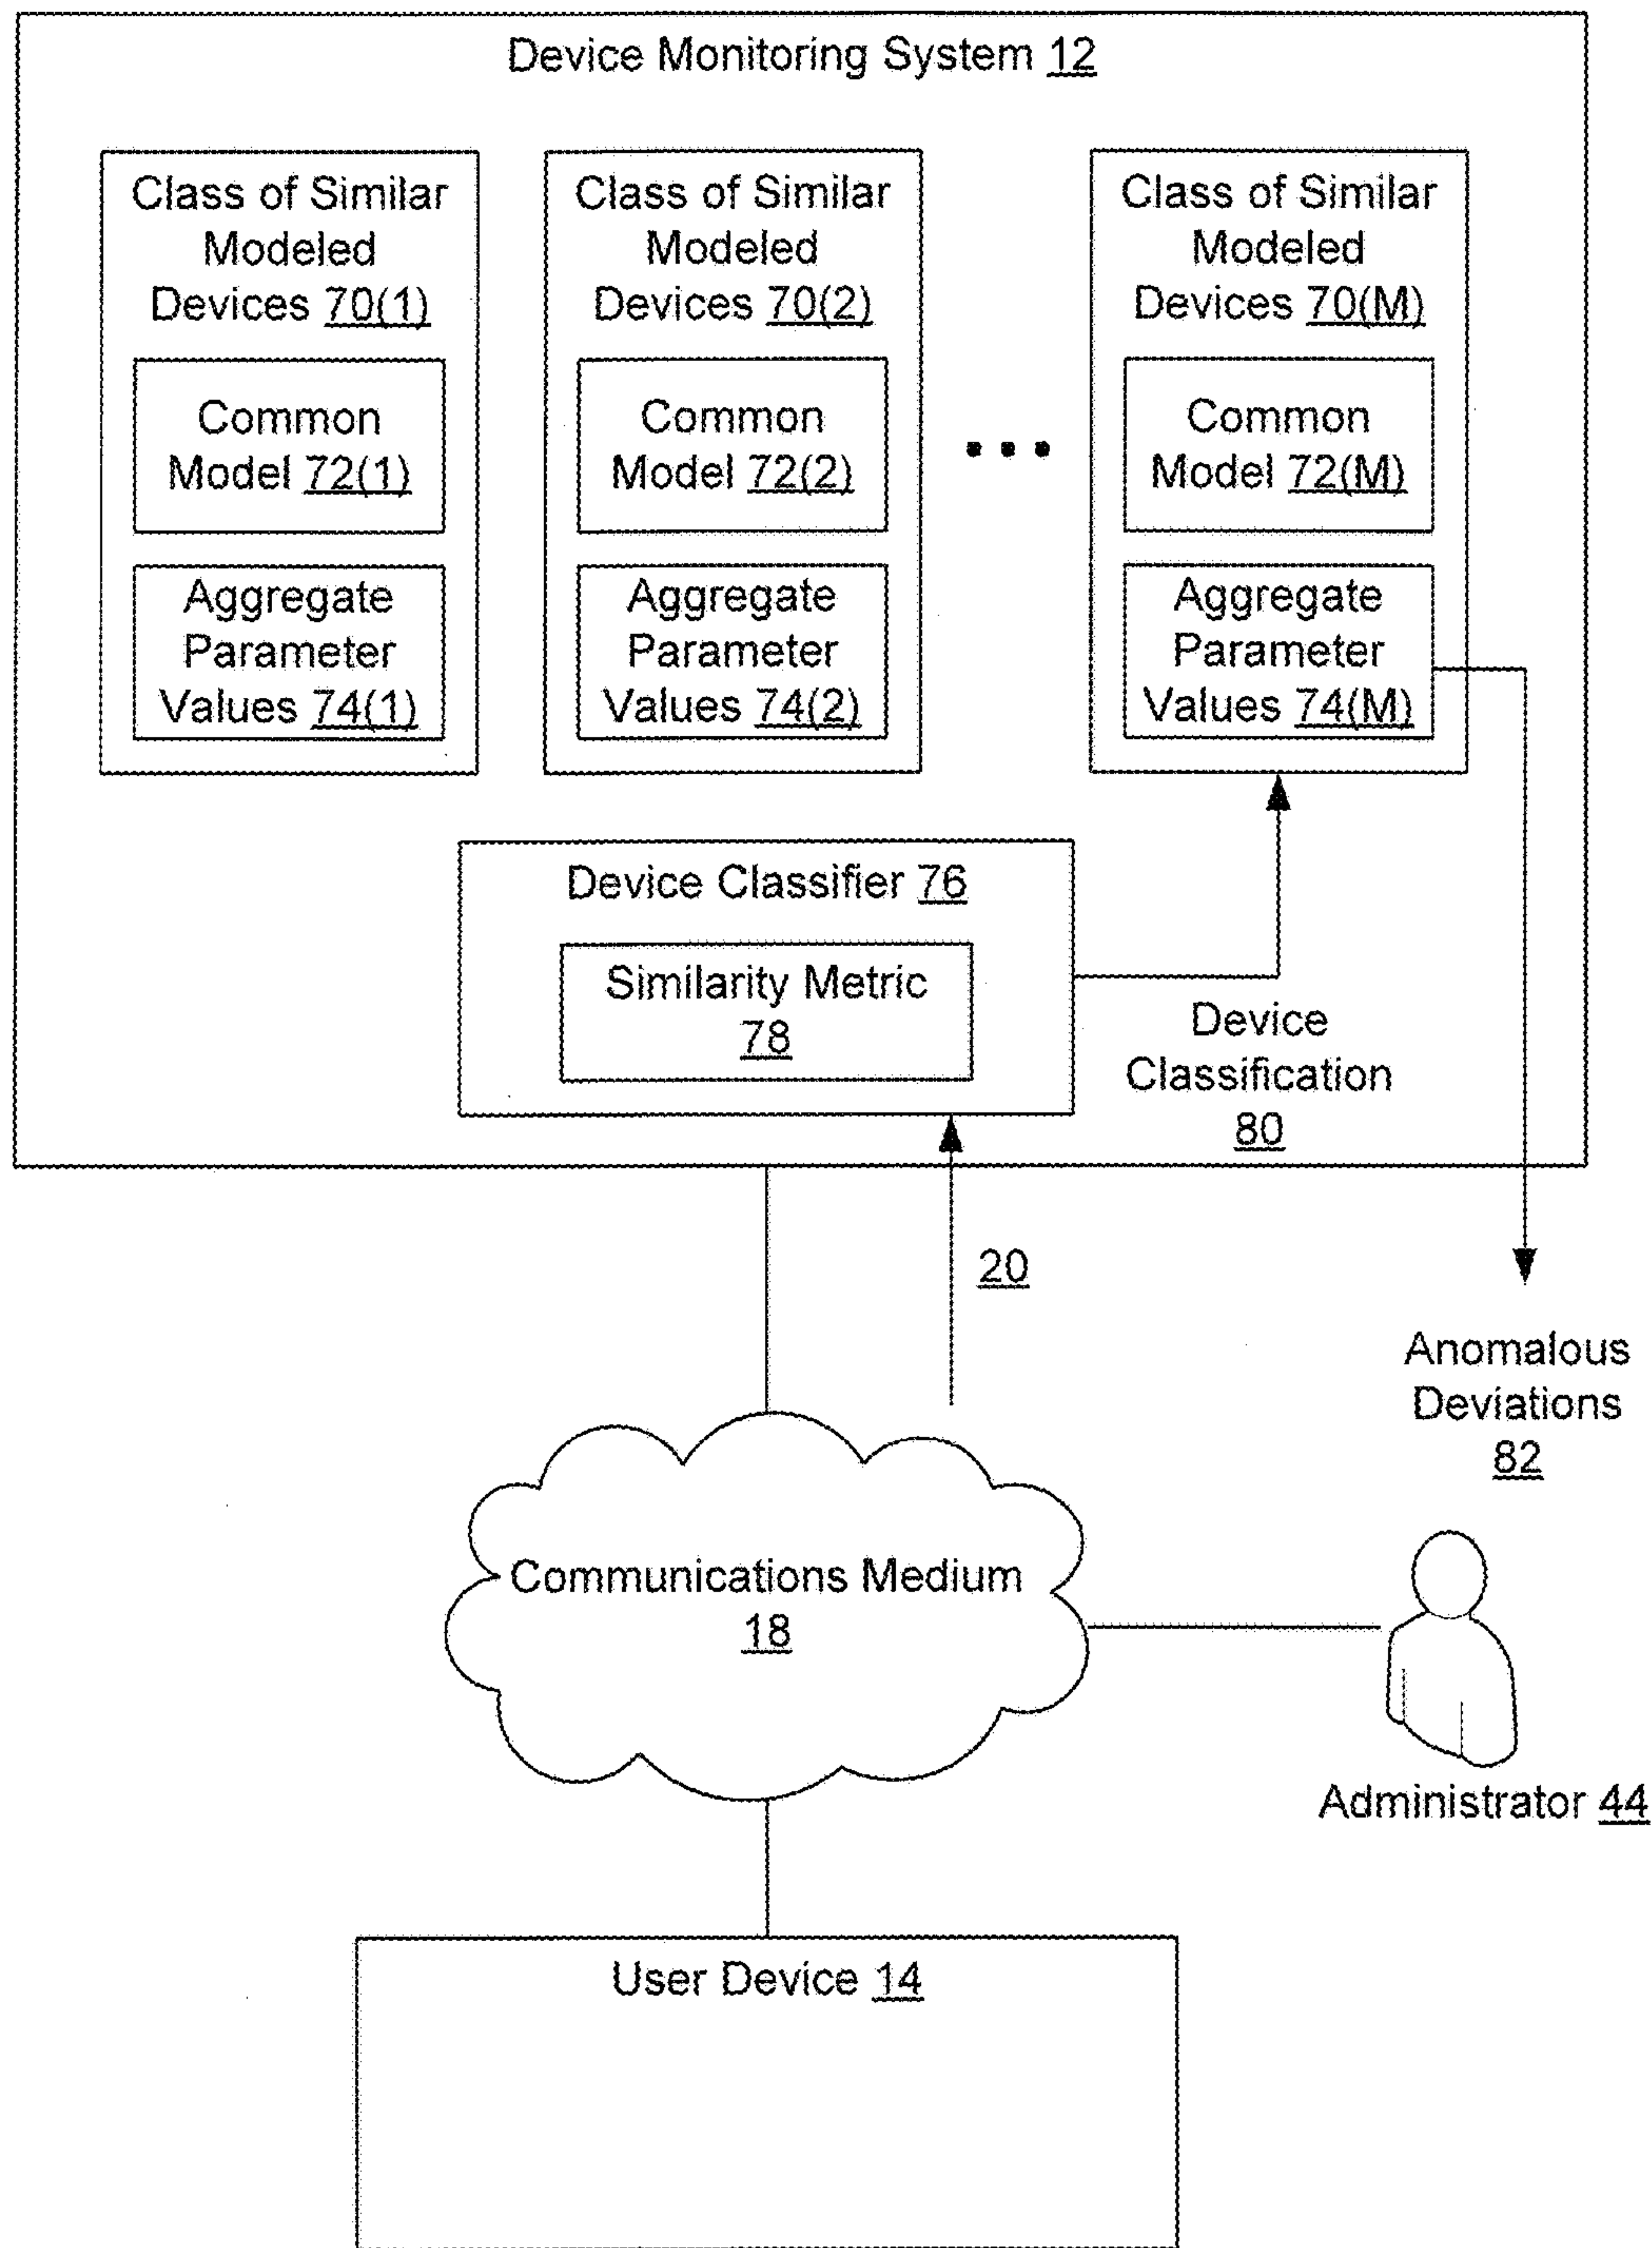 Device Monitoring System 12
Class of Similar
Modeled
Devices 70(1)
Common
Model 72(1)
Aggregate
Parameter
Values 74(1)
Class of Similar
Modeled
Devices 70(2)
Common
Model 72(2)
Aggregate
Parameter
Values 74(2)
Class of Similar
Modeled
Devices 70(M)
Common
Model 72(M)
Aggregate
Parameter
Values 74(M)
Device Classifier 76
Similarity Metric
78
Device
Classification
80
20
Anomalous
Deviations
82
Communications Medium
18
Administrator 44
User Device 14